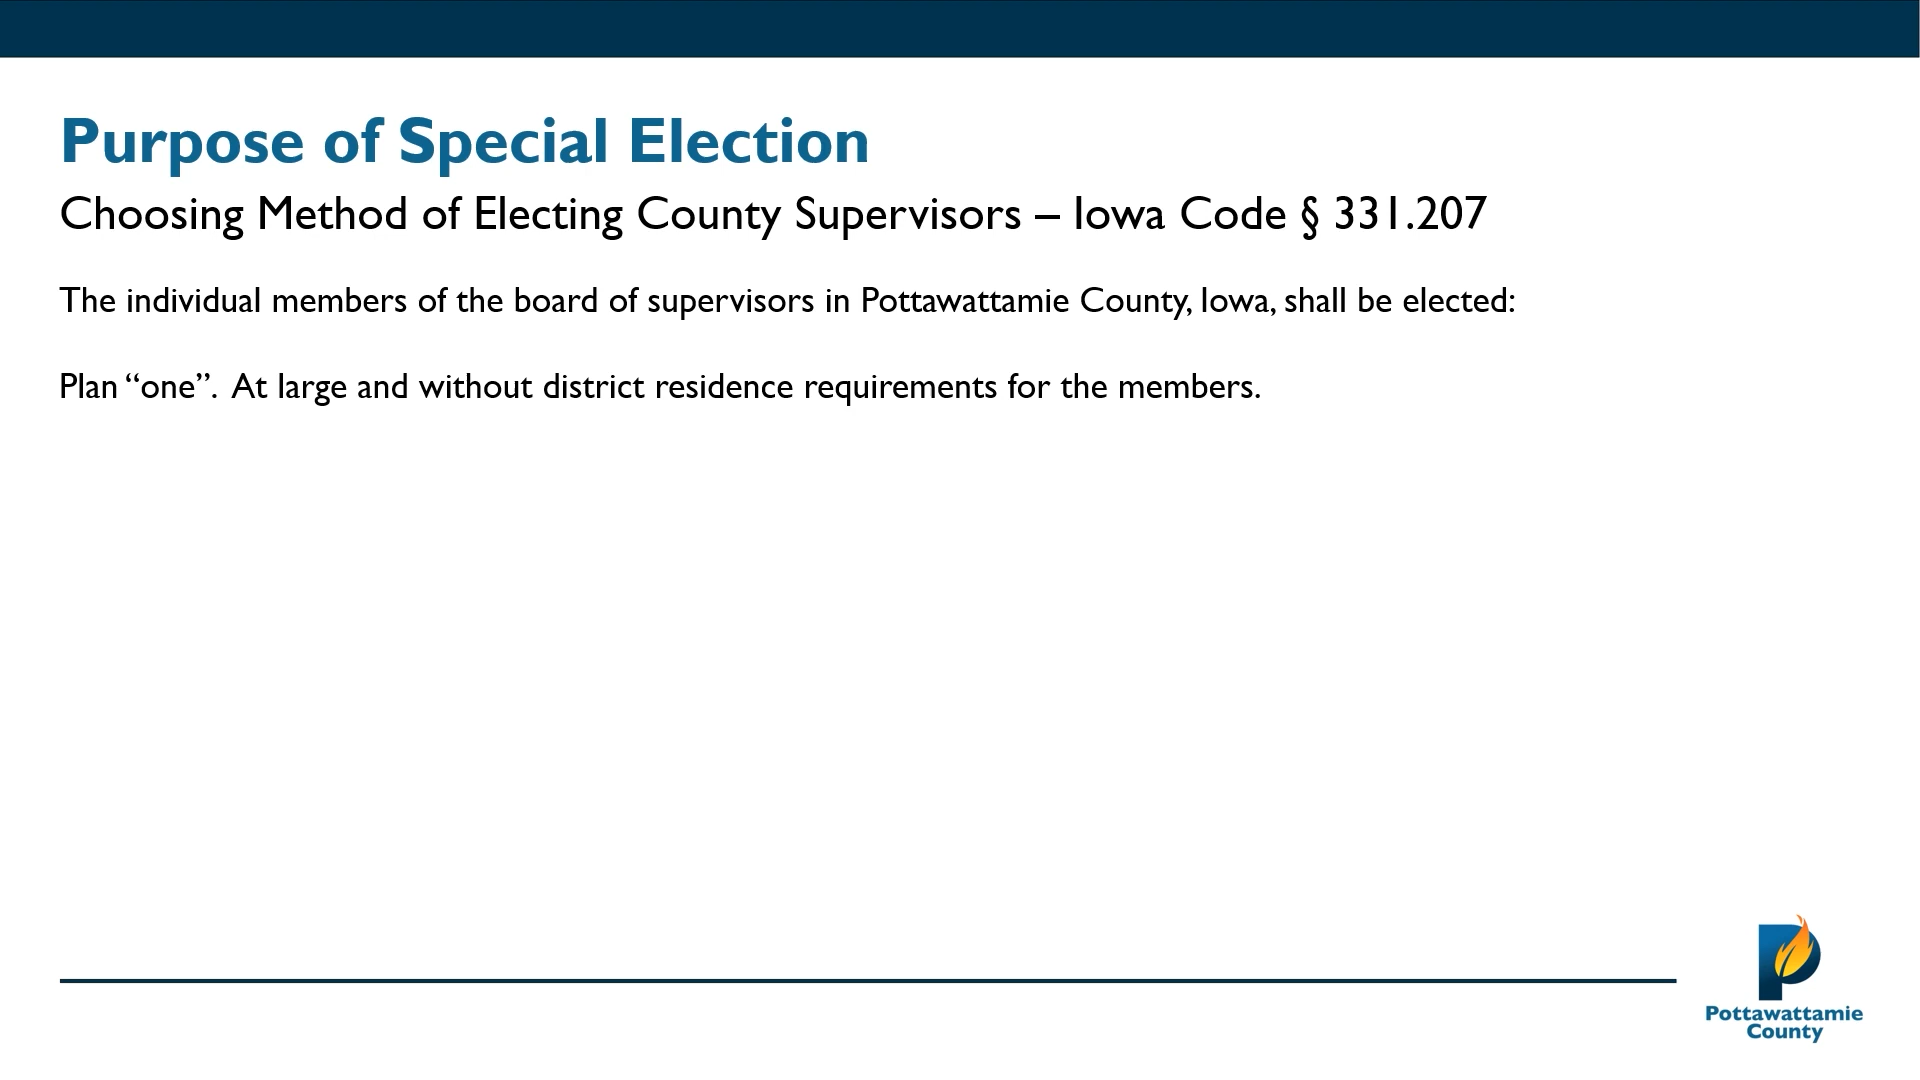 Purpose of Special Election
Choosing Method of Electing County Supervisors – Iowa Code § 331.207
The individual members of the board of supervisors in Pottawattamie County, Iowa, shall be elected:
Plan “one”.  At large and without district residence requirements for the members.
Pottawattamie
County